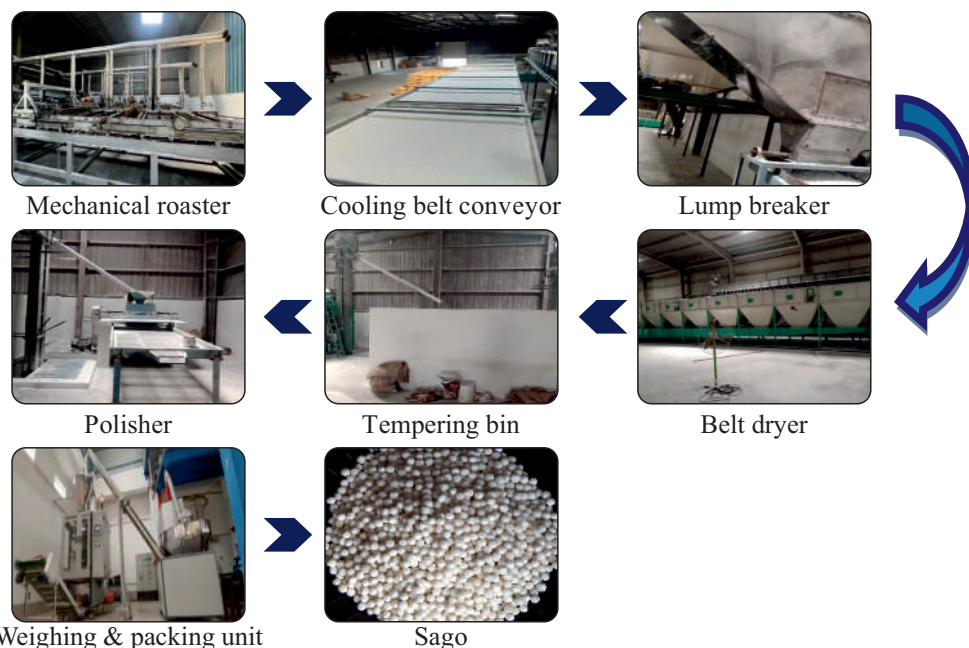 Mechanical roaster
Cooling belt conveyor
Lump breaker
Polisher
Tempering bin
Belt dryer
Weighing & packing unit
Sago